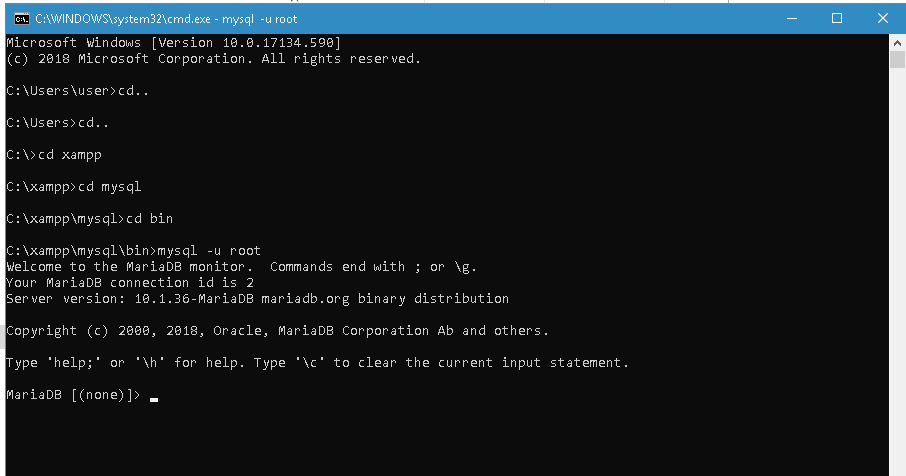 C:\WINDOWS\system32\cmd.exe - mysql -u root
Microsoft Windows [Version 10.0.17134.590]
(c) 2018 Microsoft Corporation. All rights reserved.
C:\Users\user>cd..
C:\Users>cd..
C:\>cd xampp
C:\xampp>cd mysql
C:\xampp\mysql>cd bin
C:\xampp\mysql\bin>mysql -u root
Welcome to the MariaDB monitor.  Commands end with ; or \g.
Your MariaDB connection id is 2
Server version: 10.1.36-MariaDB mariadb.org binary distribution
Copyright (c) 2000, 2018, Oracle, MariaDB Corporation Ab and others.
Type 'help;' or '\h' for help. Type '\c' to clear the current input statement.
MariaDB [(none)]> _